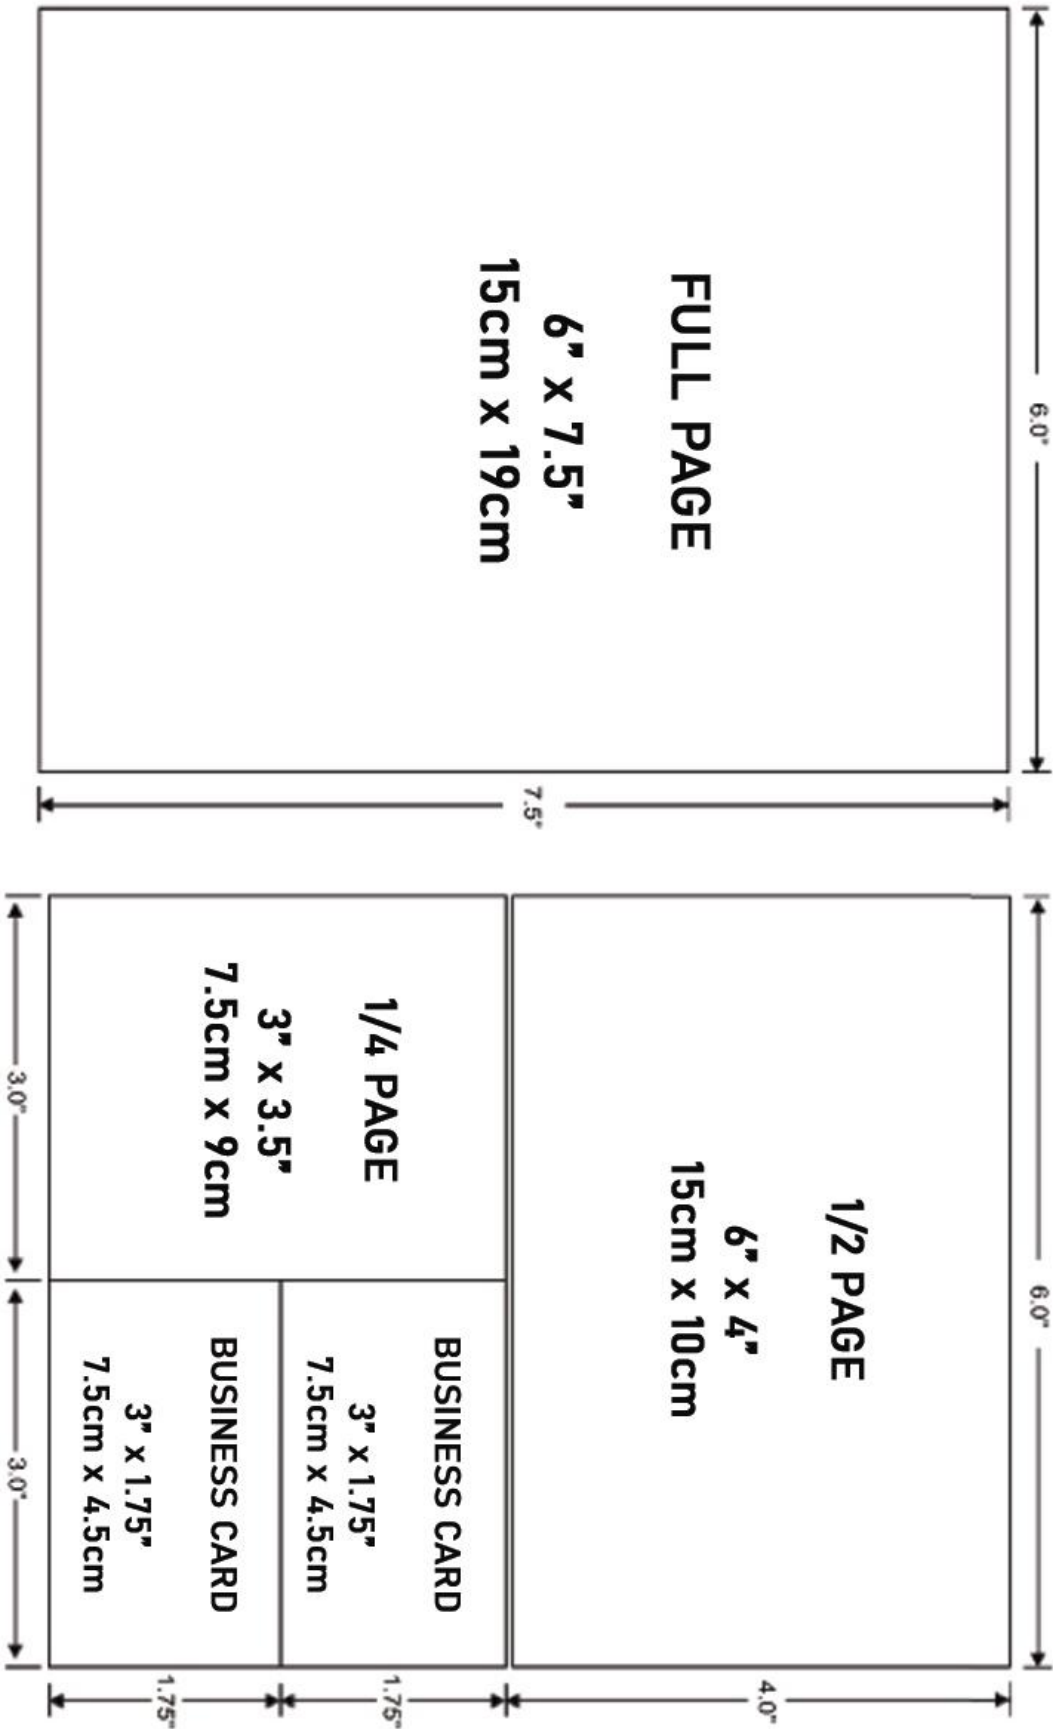 6.0"
FULL PAGE
6” x 7.5”
15cm x 19cm
7.5"
6.0"
1/2 PAGE
6” x 4”
15cm x 10cm
4.0"
1/4 PAGE
3” x 3.5”
7.5cm x 9cm
BUSINESS CARD
3” x 1.75”
7.5cm x 4.5cm
1.75"
BUSINESS CARD
3” x 1.75”
7.5cm x 4.5cm
1.75"
3.0"
3.0"